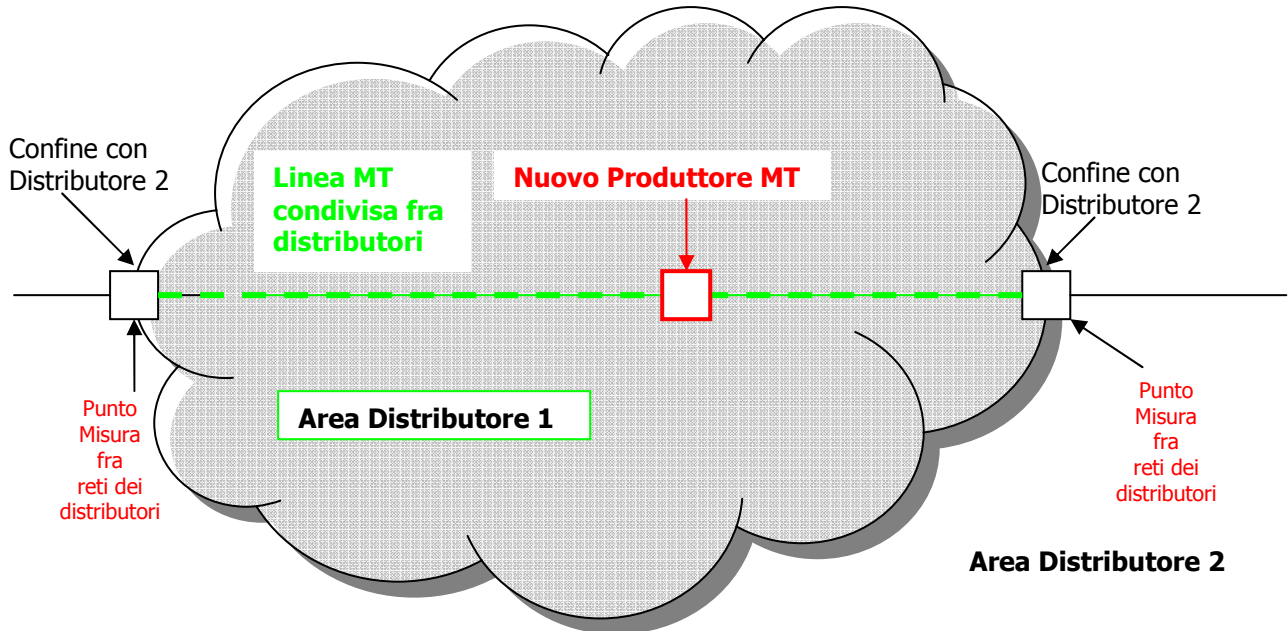 Confine con
Distributore 2
Linea MT
condivisa fra
distributori
Nuovo Produttore MT
Confine con
Distributore 2
Punto
Misura
fra
reti dei
distributori
Area Distributore 1
Punto
Misura
fra
reti dei
distributori
Area Distributore 2